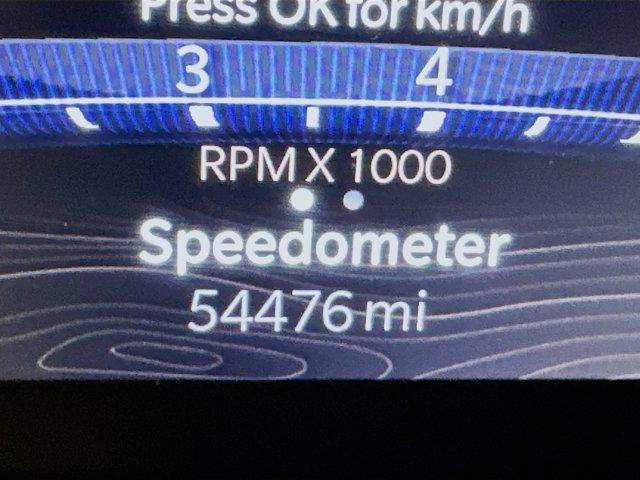 Press OK for km/h
3 4
RPM X 1000
Speedometer
54476 mi